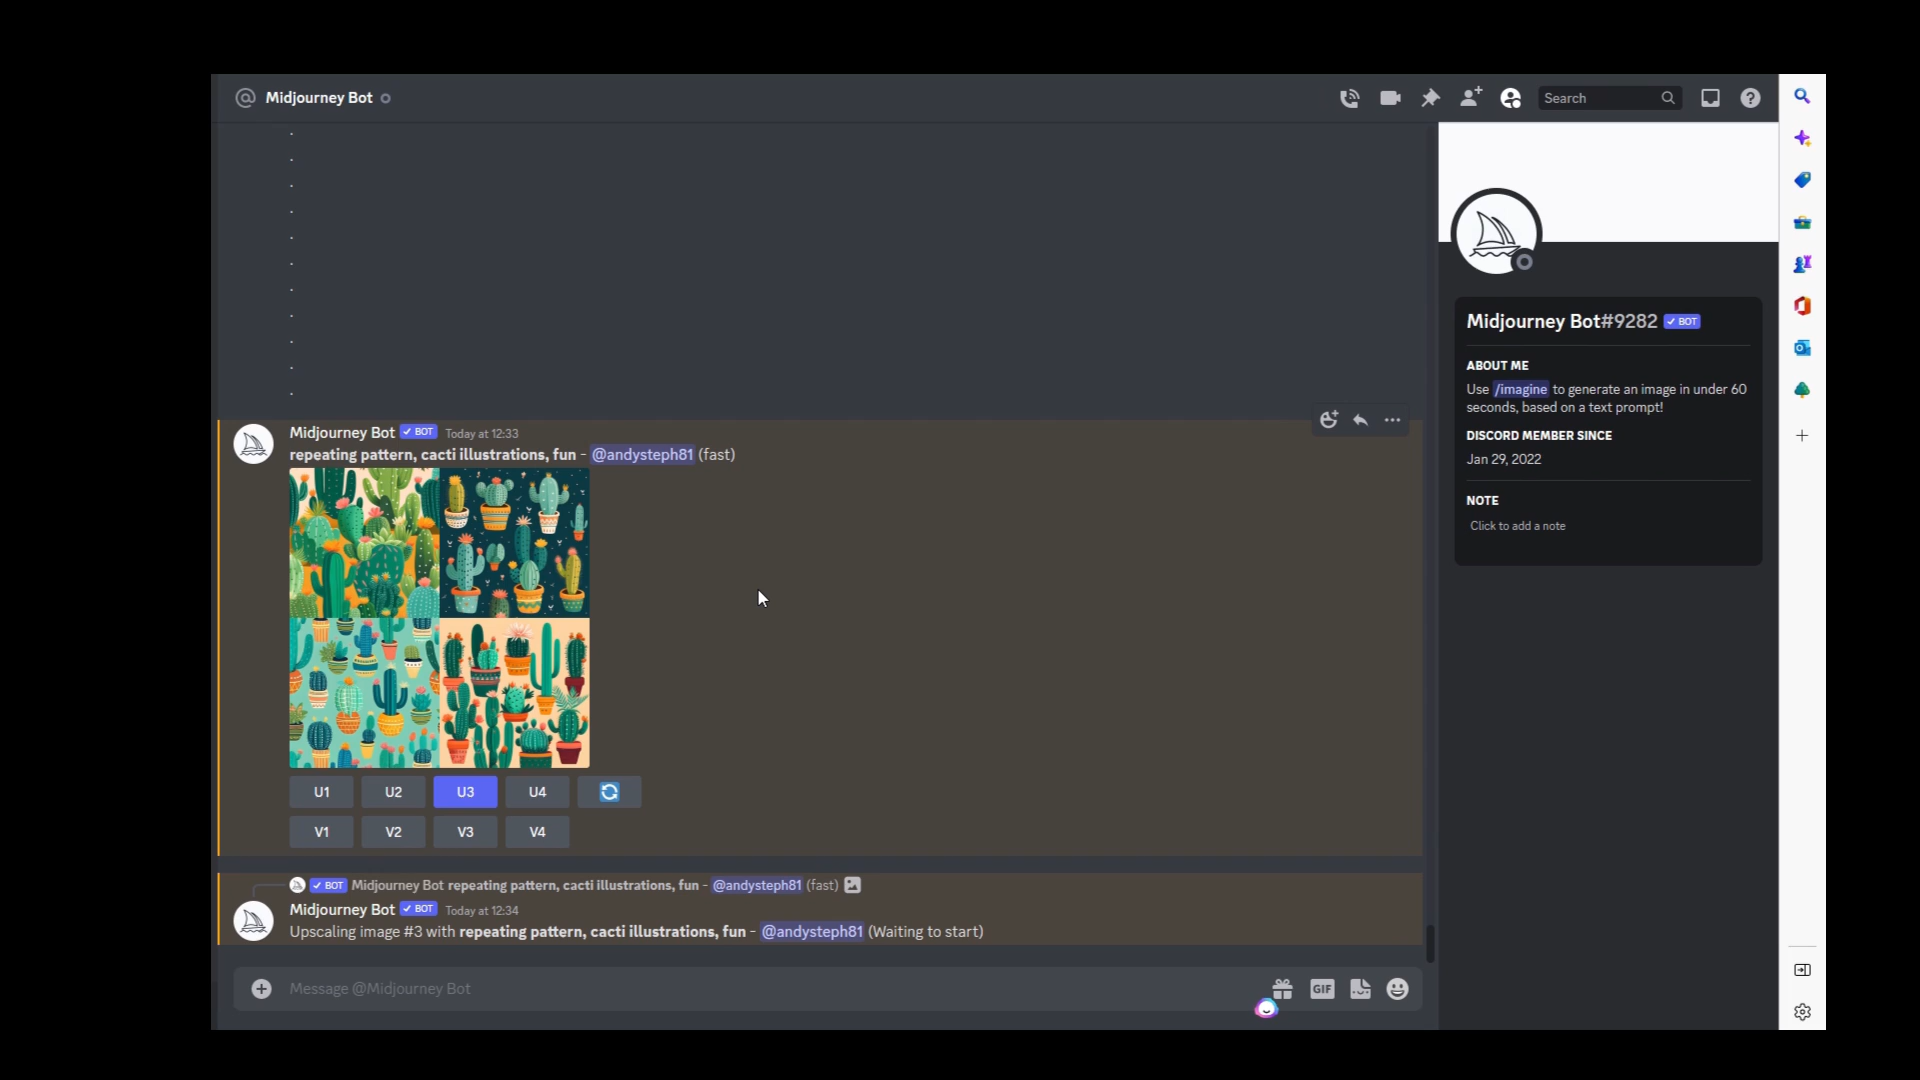 Midjourney Bot
Search
Midjourney Bot BOT Today at 12:33
repeating pattern, cacti illustrations, fun - @andysteph81 (fast)
U1 U2 U3 U4
V1 V2 V3 V4
BOT Midjourney Bot repeating pattern, cacti illustrations, fun - @andysteph81 (fast)
Midjourney Bot BOT Today at 12:34
Upscaling image #3 with repeating pattern, cacti illustrations, fun - @andysteph81 (Waiting to start)
Message @Midjourney Bot
GIF
Midjourney Bot#9282 BOT
ABOUT ME
Use /imagine to generate an image in under 60
seconds, based on a text prompt!
DISCORD MEMBER SINCE
Jan 29, 2022
NOTE
Click to add a note